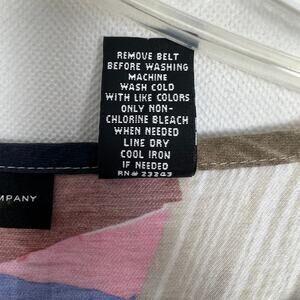 REMOVE BELT
BEFORE WASHING
MACHINE
WASH COLD
WITH LIKE COLORS
ONLY NON-
CHLORINE BLEACH
WHEN NEEDED
LINE DRY
COOL IRON
IF NEEDED
RN# 23243
MPANY